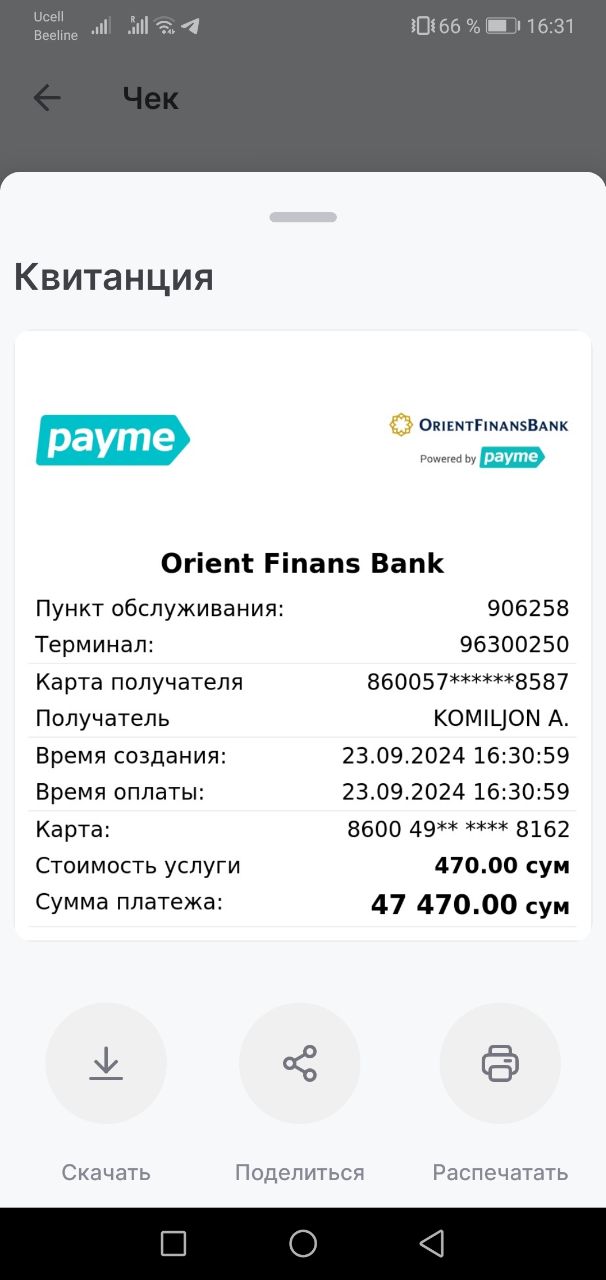 Ucell
Beeline
66 % 16:31
Чек
Квитанция
payme
OrientFinansBank
Powered by payme
Orient Finans Bank
Пункт обслуживания: 906258
Терминал: 96300250
Карта получателя 860057******8587
Получатель KOMILJON A.
Время создания: 23.09.2024 16:30:59
Время оплаты: 23.09.2024 16:30:59
Карта: 8600 49** **** 8162
Стоимость услуги 470.00 сум
Сумма платежа: 47 470.00 сум
Скачать Поделиться Распечатать